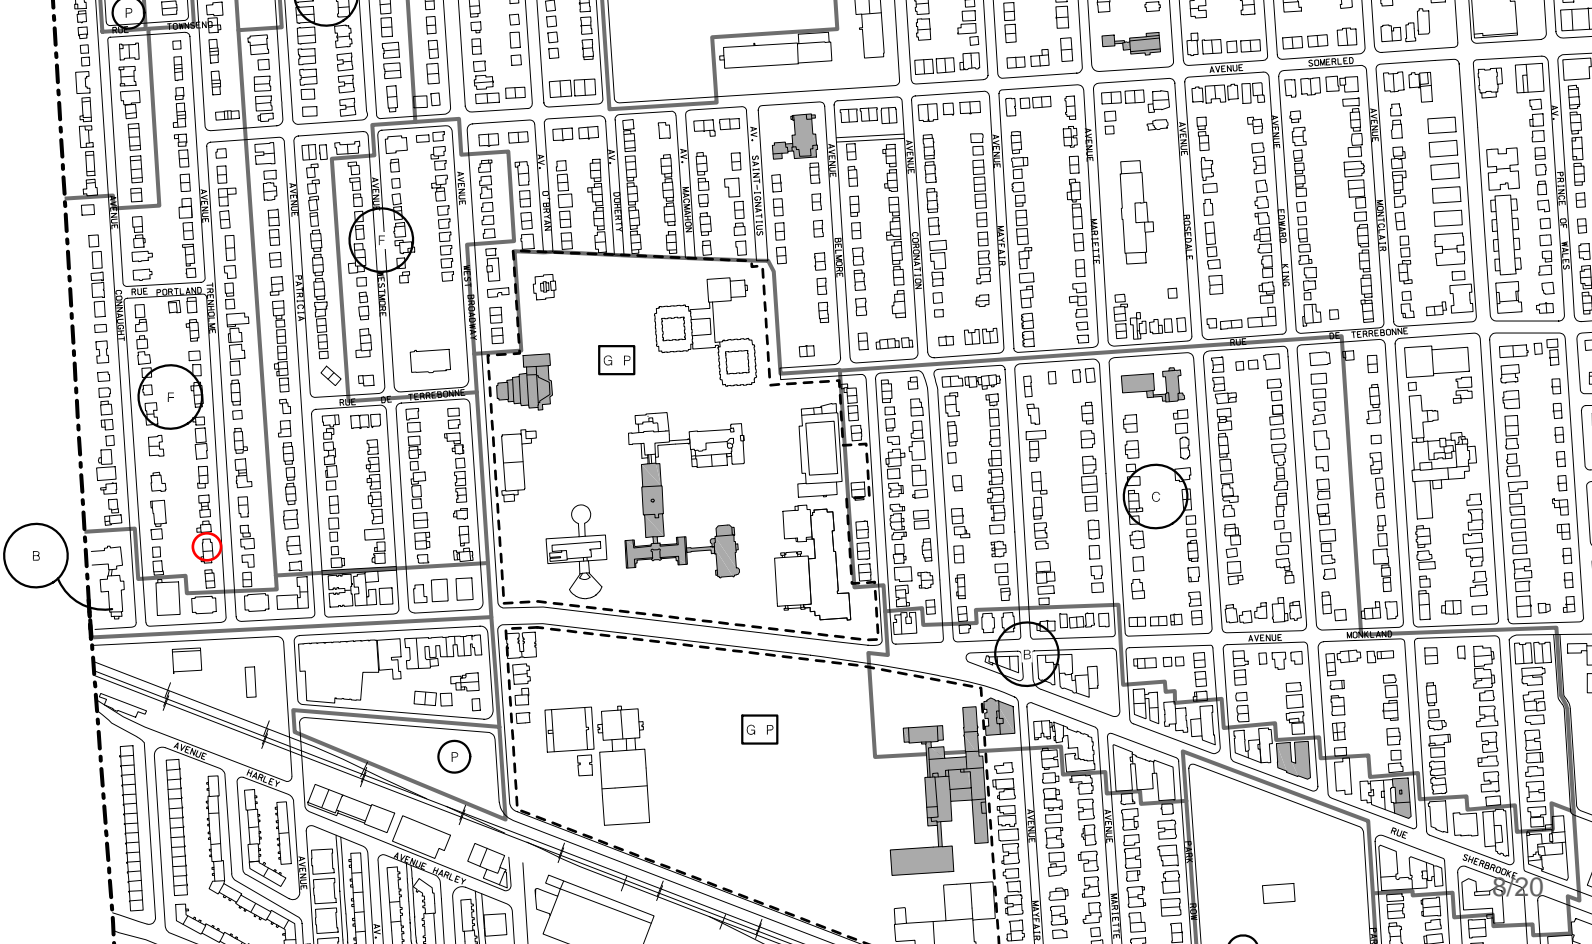 P
RUE TOWNSEND
AVENUE SOMERLED
AVENUE
CONNAUGHT
AVENUE
TRENHOLME
AVENUE
PATRICIA
AVENUE
WESTMORE
AVENUE
WEST BROADWAY
AV. O'BRYAN
AV. DOHERTY
AV. MACMAHON
AV. SAINT-IGNATIUS
AVENUE
BELMORE
AVENUE
CORONATION
AVENUE
MAYFAIR
AVENUE
MARIETTE
AVENUE
ROSEDALE
AVENUE
EDWARD KING
AVENUE
MONTCLAIR
AV. PRINCE OF WALES
F
RUE PORTLAND
G P
RUE DE TERREBONNE
RUE DE TERREBONNE
F
C
B
B
AVENUE MONKLAND
G P
P
AVENUE HARLEY
AVENUE HARLEY
AVENUE
AV.
AVENUE
MAYFAIR
AVENUE
MARIETTE
PARK ROW
RUE SHERBROOKE
PAR
8/20